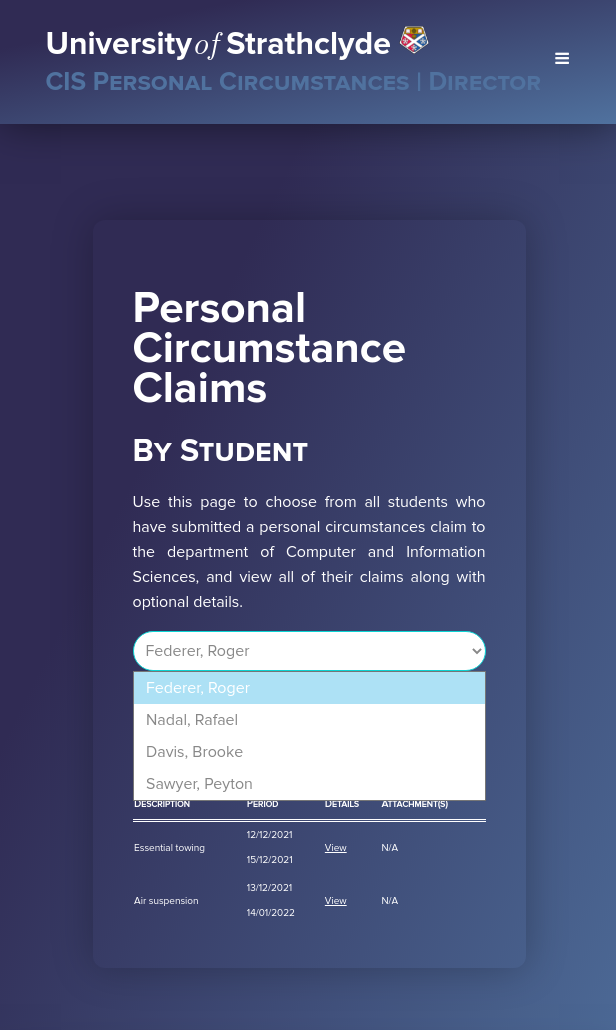 University of Strathclyde
CIS Personal Circumstances | Director
Personal
Circumstance
Claims
By Student
Use this page to choose from all students who
have submitted a personal circumstances claim to
the department of Computer and Information
Sciences, and view all of their claims along with
optional details.
Federer, Roger
Federer, Roger
Nadal, Rafael
Davis, Brooke
Sawyer, Peyton
Description Period Details Attachment(s)
12/12/2021
Essential towing View N/A
15/12/2021
13/12/2021
Air suspension View N/A
14/01/2022